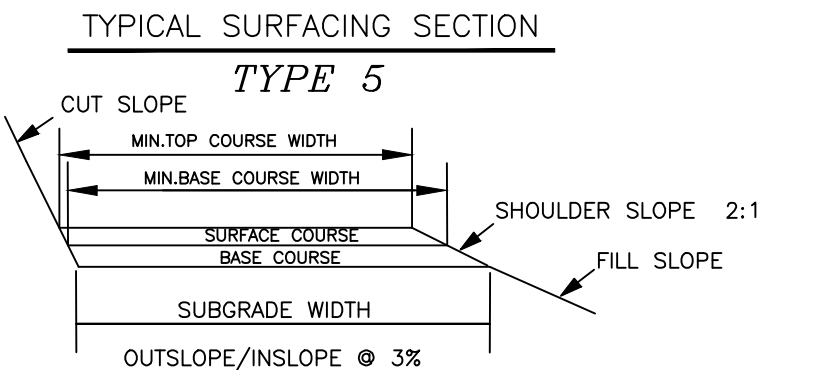 TYPICAL SURFACING SECTION
TYPE 5
CUT SLOPE
MIN.TOP COURSE WIDTH
MIN.BASE COURSE WIDTH
SHOULDER SLOPE 2:1
SURFACE COURSE
BASE COURSE
FILL SLOPE
SUBGRADE WIDTH
OUTSLOPE/INSLOPE @ 3%